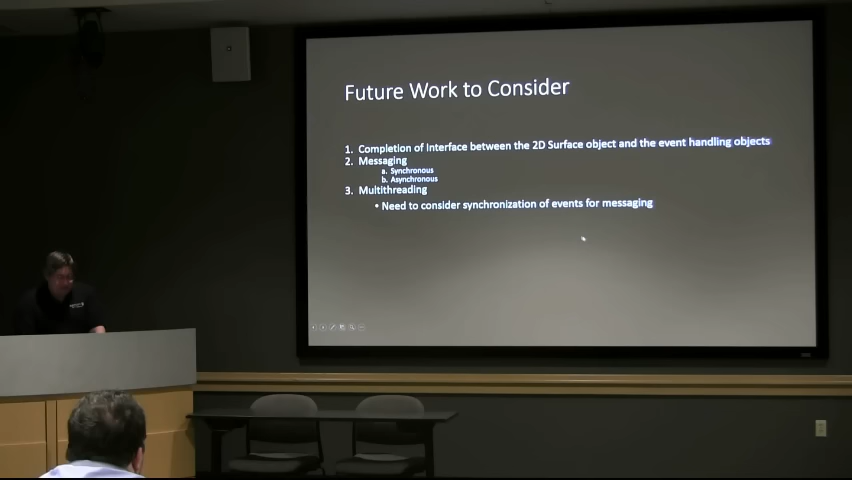 Future Work to Consider
1. Completion of Interface between the 2D Surface object and the event handling objects
2. Messaging
a. Synchronous
b. Asynchronous
3. Multithreading
• Need to consider synchronization of events for messaging